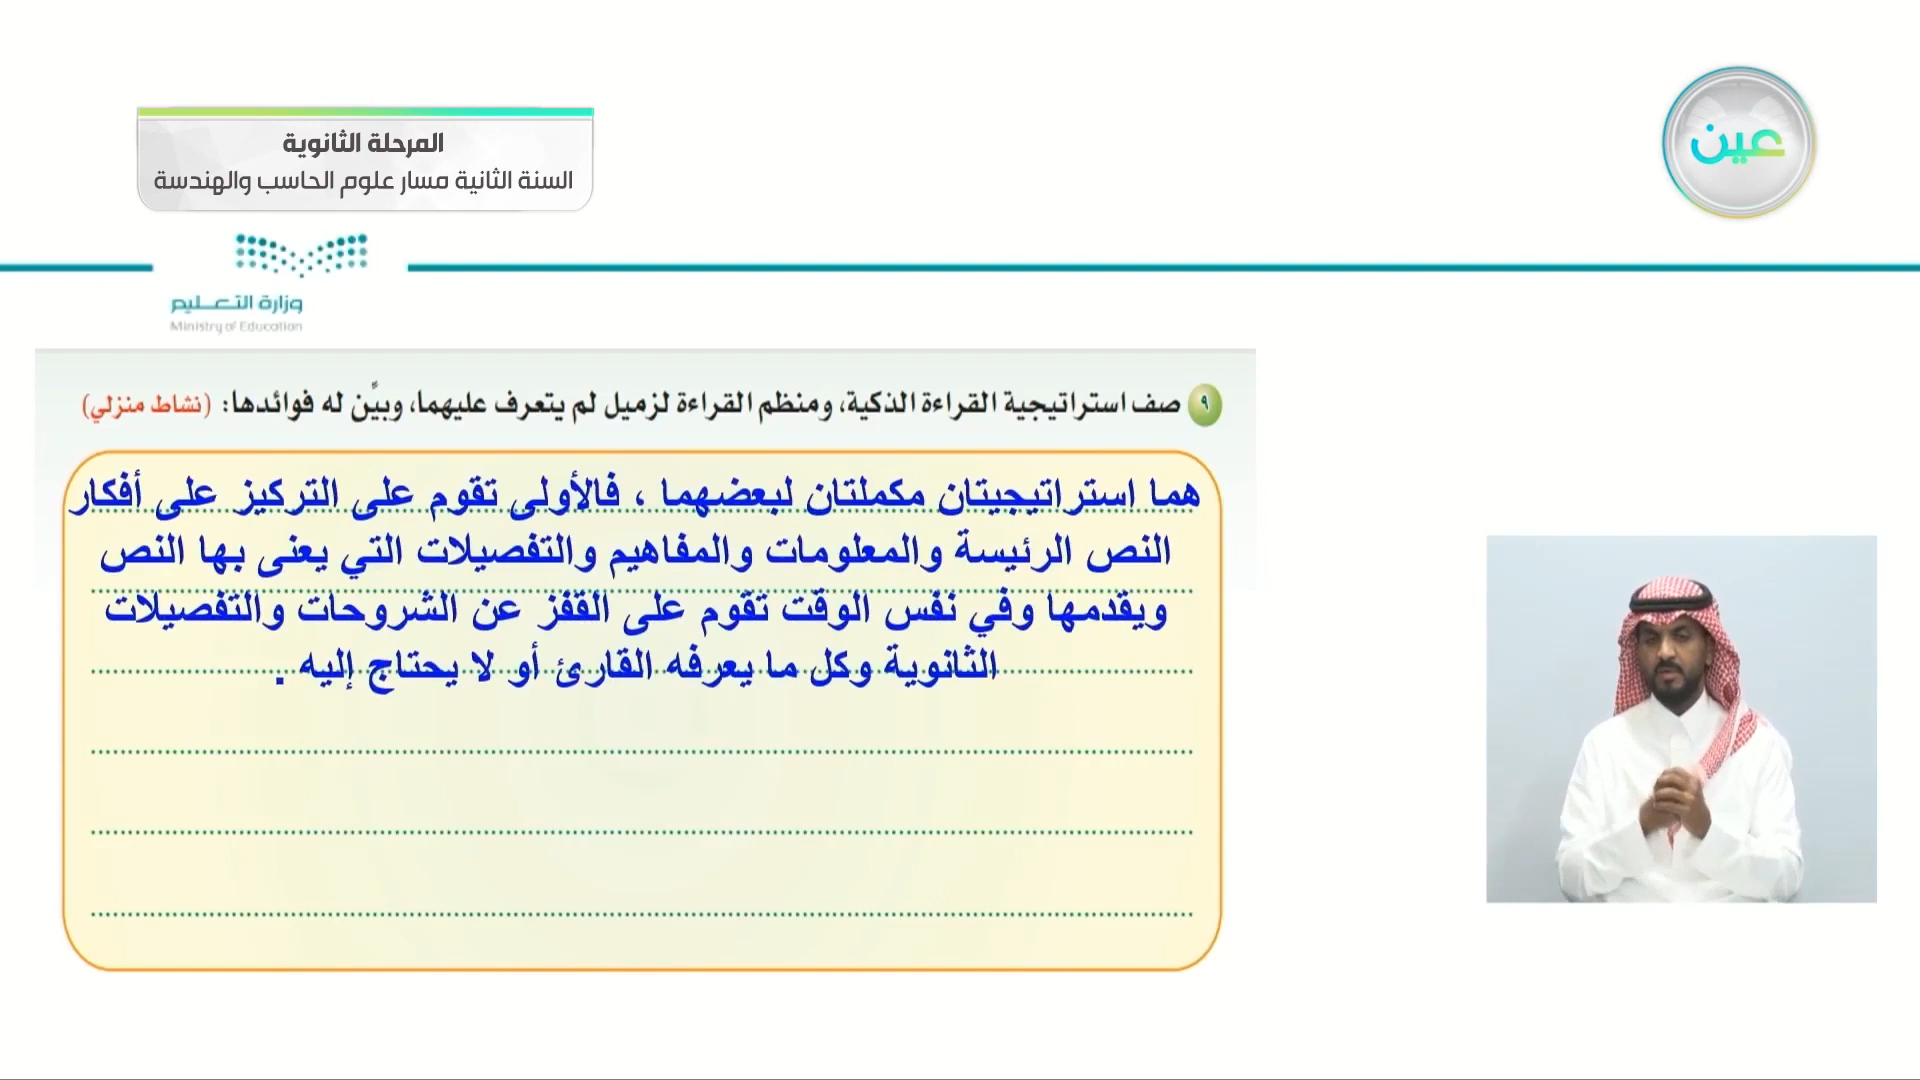 المرحلة الثانوية
السنة الثانية مسار علوم الحاسب والهندسة
عين
وزارة التعليم
Ministry of Education
٩ صف استراتيجية القراءة الذكية، ومنظم القراءة لزميل لم يتعرف عليهما، وبيَّن له فوائدها: (نشاط منزلي)
هما استراتيجيتان مكملتان لبعضهما ، فالأولى تقوم على التركيز على أفكار
النص الرئيسة والمعلومات والمفاهيم والتفصيلات التي يعنى بها النص
ويقدمها وفي نفس الوقت تقوم على القفز عن الشروحات والتفصيلات
الثانوية وكل ما يعرفه القارئ أو لا يحتاج إليه .